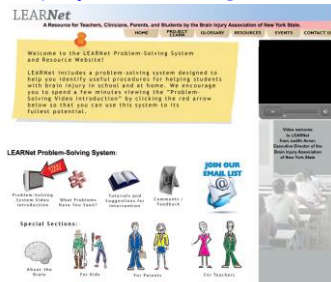 LEARNet
A Resource for Teachers, Clinicians, Parents, and Students by the Brain Injury Association of New York State.
HOME PROJECT LEARN GLOSSARY RESOURCES EVENTS CONTACT U
Welcome to the LEARNet Problem-Solving System
and Resource Website!
LEARNet includes a problem-solving system designed to
help you identify useful procedures for helping students
with brain injury in school and at home. We encourage
you to spend a few minutes viewing the "Problem-
Solving Video Introduction" by clicking the red arrow
below so that you can use this system to its
fullest potential.
Video welcome
to LEARNet
from Judith Avner,
Executive Director of the
Brain Injury Association
of New York State
LEARNet Problem-Solving System:
JOIN OUR
EMAIL LIST
Problem-Solving
System Video
Introduction
What Problems
Have You Seen?
Tutorials and
Suggestions for
Intervention
Comments /
Feedback
Special Sections:
About the
Brain
For Kids
For Parents
For Teachers